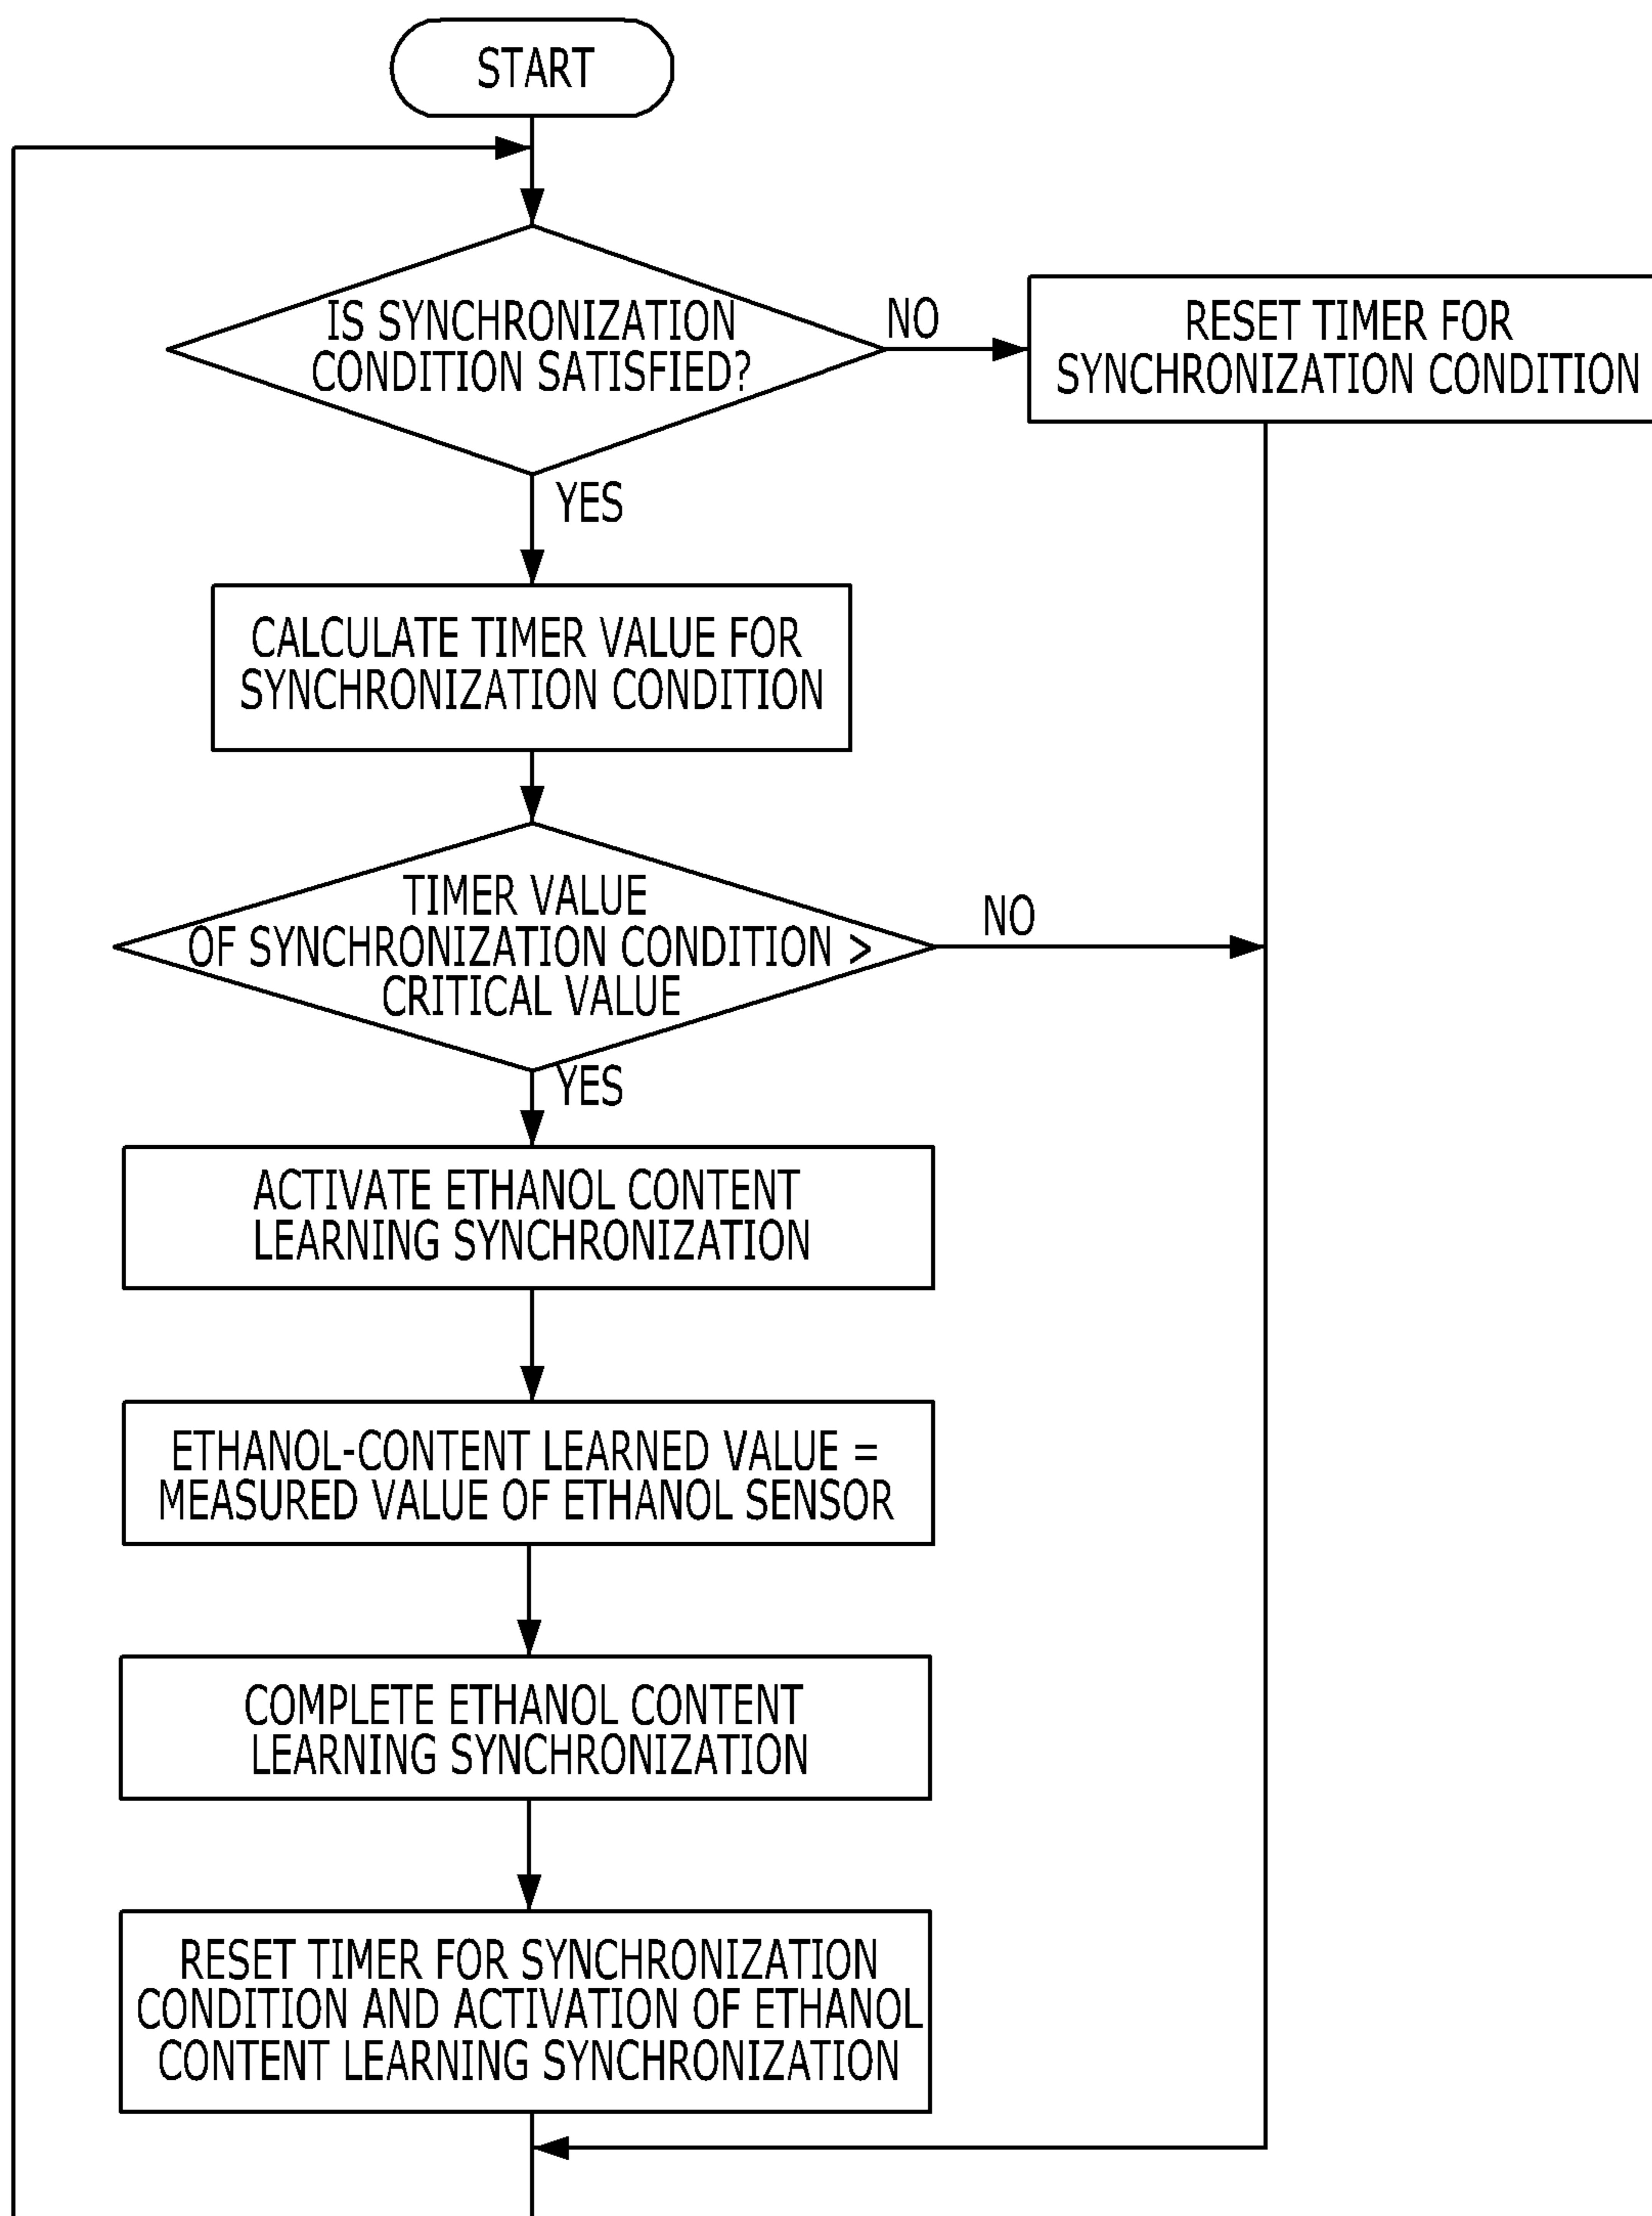 START
IS SYNCHRONIZATION
CONDITION SATISFIED?
NO
RESET TIMER FOR
SYNCHRONIZATION CONDITION
YES
CALCULATE TIMER VALUE FOR
SYNCHRONIZATION CONDITION
TIMER VALUE
OF SYNCHRONIZATION CONDITION >
CRITICAL VALUE
NO
YES
ACTIVATE ETHANOL CONTENT
LEARNING SYNCHRONIZATION
ETHANOL-CONTENT LEARNED VALUE =
MEASURED VALUE OF ETHANOL SENSOR
COMPLETE ETHANOL CONTENT
LEARNING SYNCHRONIZATION
RESET TIMER FOR SYNCHRONIZATION
CONDITION AND ACTIVATION OF ETHANOL
CONTENT LEARNING SYNCHRONIZATION